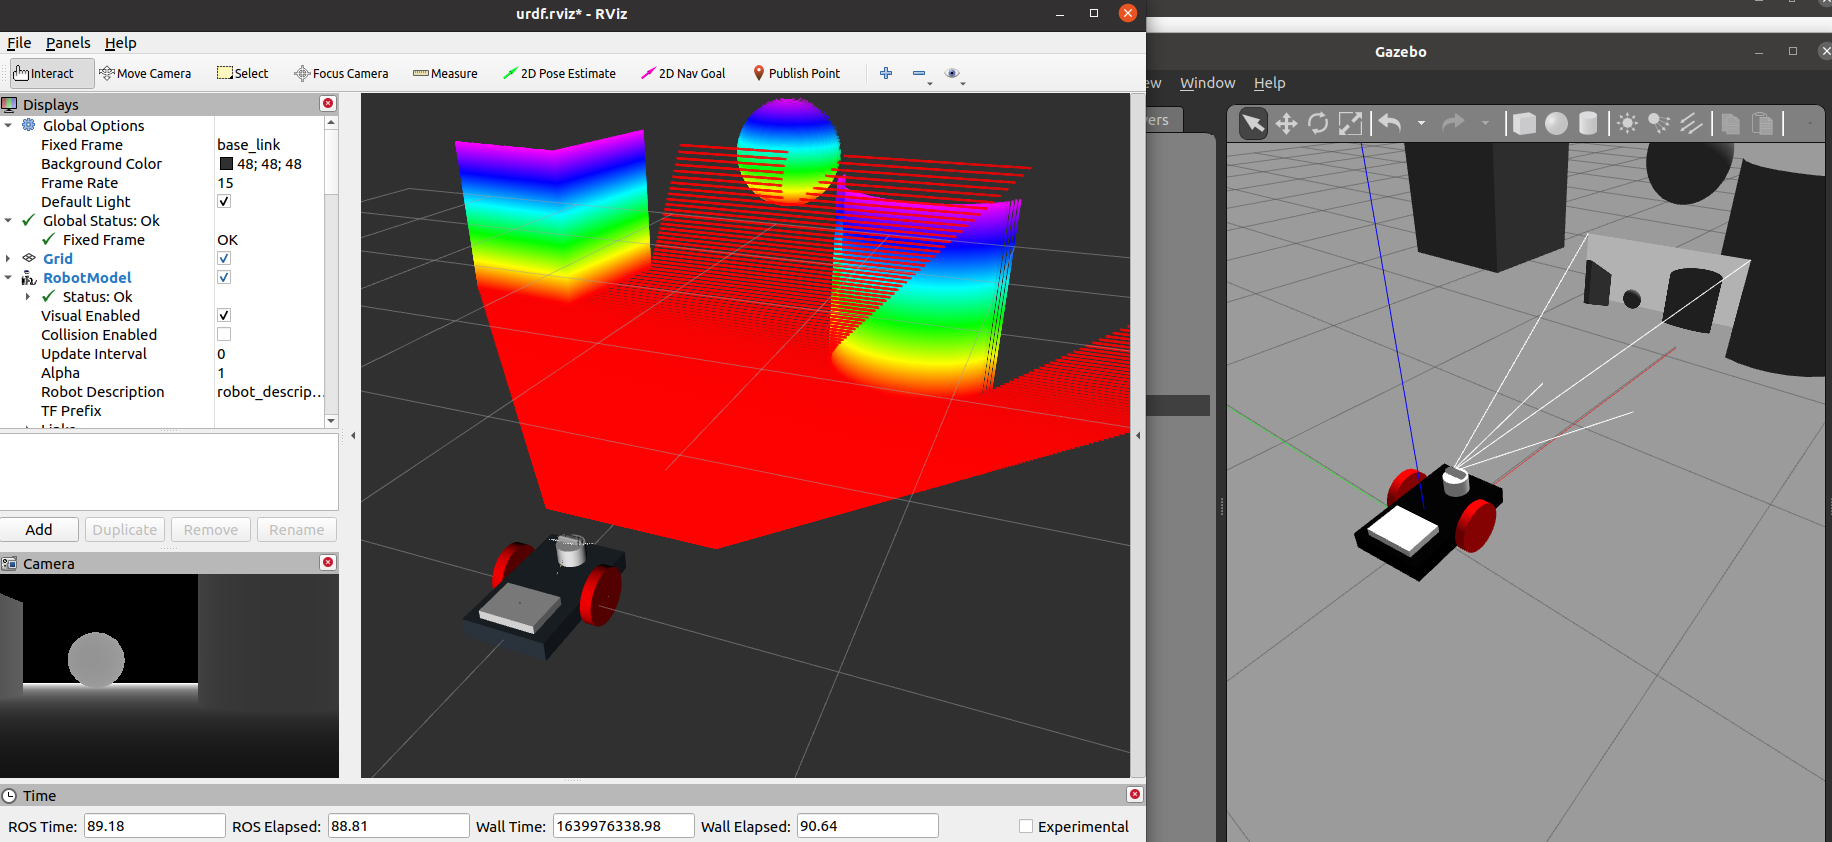 urdf.rviz* - RViz
File Panels Help
Interact Move Camera Select Focus Camera Measure 2D Pose Estimate 2D Nav Goal Publish Point
Displays
Global Options
Fixed Frame base_link
Background Color 48; 48; 48
Frame Rate 15
Default Light
Global Status: Ok
Fixed Frame OK
Grid
RobotModel
Status: Ok
Visual Enabled
Collision Enabled
Update Interval 0
Alpha 1
Robot Description robot_descrip...
TF Prefix
Add Duplicate Remove Rename
Camera
Time
ROS Time: 89.18 ROS Elapsed: 88.81 Wall Time: 1639976338.98 Wall Elapsed: 90.64 Experimental
Gazebo
ew Window Help
ers